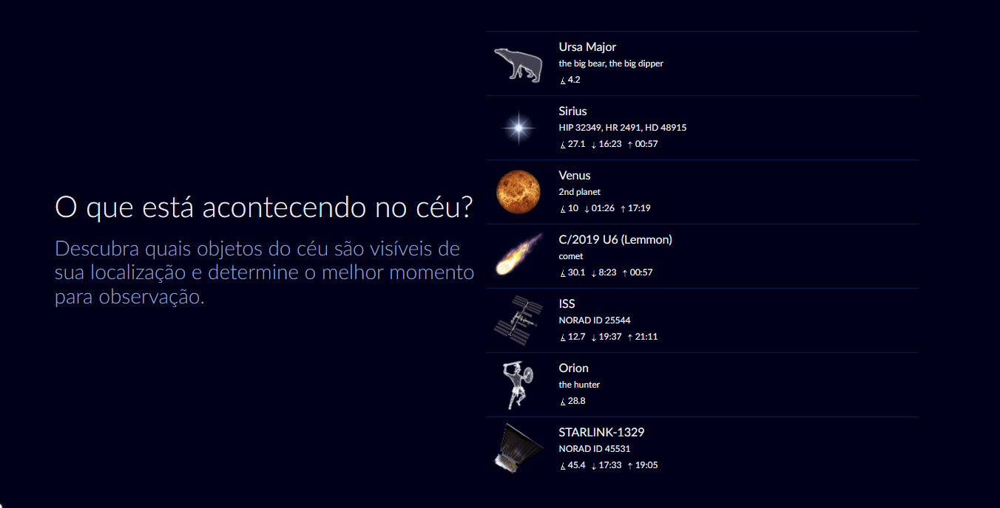 O que está acontecendo no céu?
Descubra quais objetos do céu são visíveis de
sua localização e determine o melhor momento
para observação.
Ursa Major
the big bear, the big dipper
∡ 4.2
Sirius
HIP 32349, HR 2491, HD 48915
∡ 27.1 ↓ 16:23 ↑ 00:57
Venus
2nd planet
∡ 10 ↓ 01:26 ↑ 17:19
C/2019 U6 (Lemmon)
comet
∡ 30.1 ↓ 8:23 ↑ 00:57
ISS
NORAD ID 25544
∡ 12.7 ↓ 19:37 ↑ 21:11
Orion
the hunter
∡ 28.8
STARLINK-1329
NORAD ID 45531
∡ 45.4 ↓ 17:33 ↑ 19:05